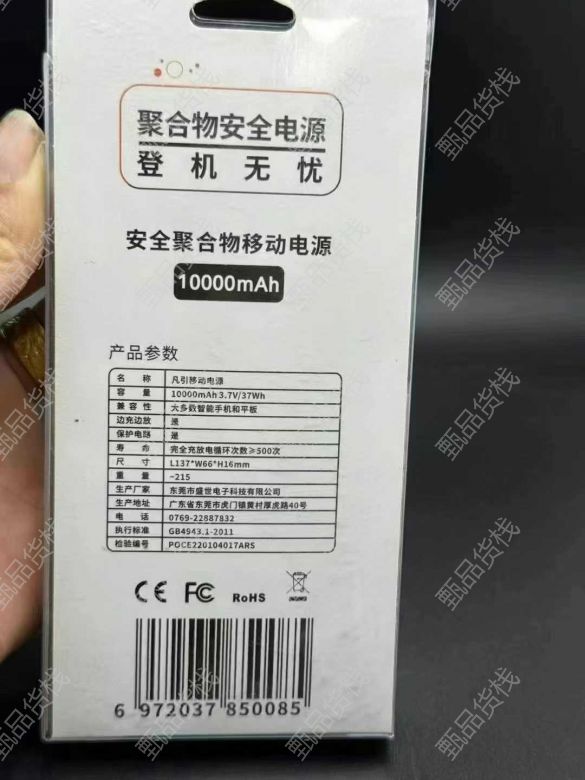 聚合物安全电源
登机无忧
安全聚合物移动电源
10000mAh
产品参数
名 称 凡引移动电源
容 量 10000mAh 3.7V/37Wh
兼容性 大多数智能手机和平板
边充边放 是
保护电路 是
寿 命 完全充放电循环次数≥500次
尺 寸 L137*W66*H16mm
重 量 ~215
生产厂家 东莞市盛世电子科技有限公司
生产地址 广东省东莞市虎门镇黄村厚虎路40号
电 话 0769-22887832
执行标准 GB4943.1-2011
检验编号 POCE220104017ARS
CE FC RoHS
6 972037 850085
甄品货栈